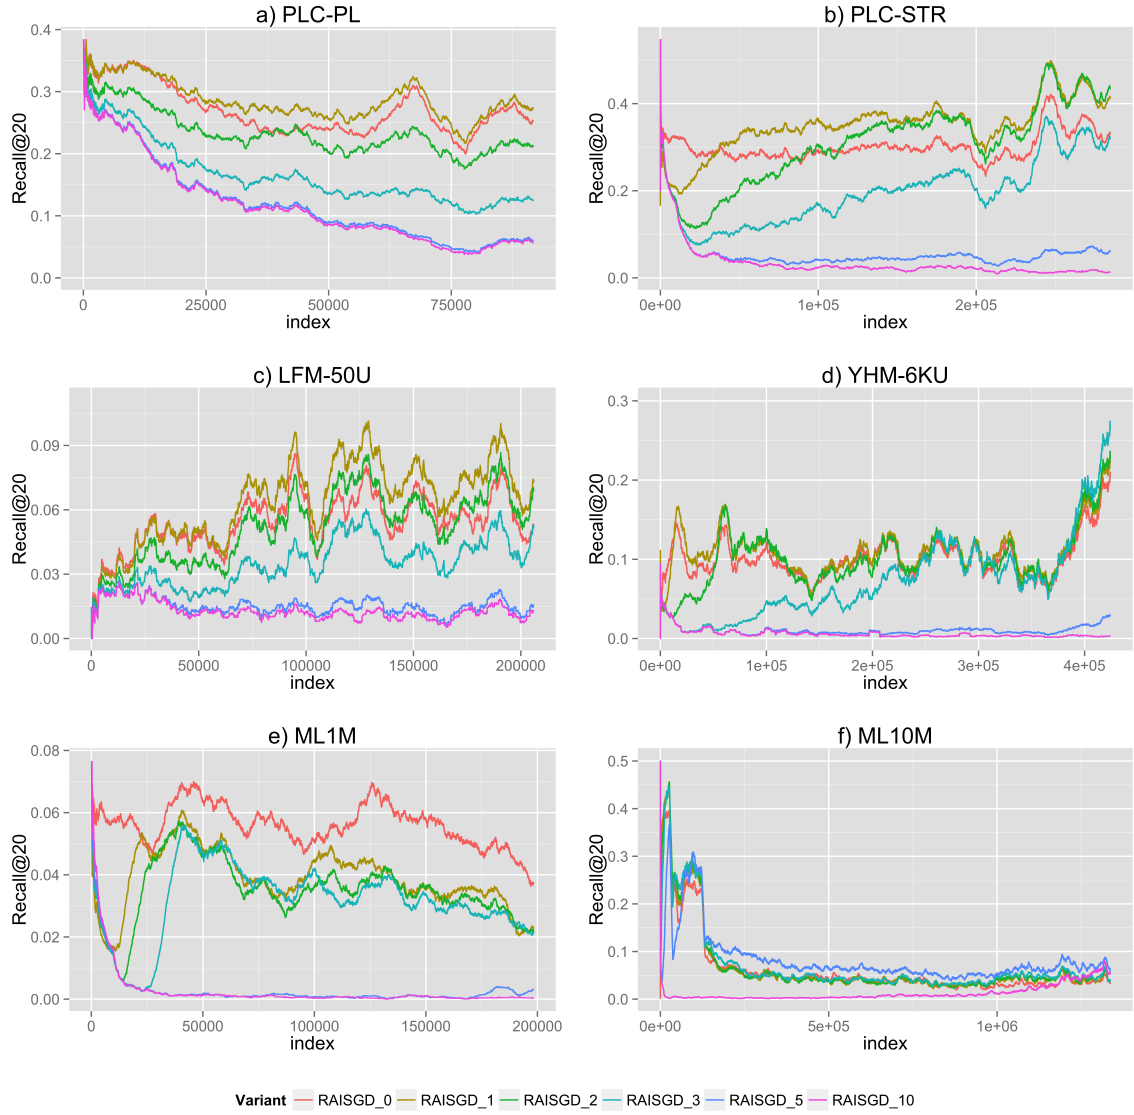 a) PLC-PL
b) PLC-STR
Recall@20
0.4
0.3
0.2
0.1
0.0
0 25000 50000 75000
index
Recall@20
0.4
0.2
0.0
0e+00 1e+05 2e+05
index
c) LFM-50U
d) YHM-6KU
Recall@20
0.09
0.06
0.03
0.00
0 50000 100000 150000 200000
index
Recall@20
0.3
0.2
0.1
0.0
0e+00 1e+05 2e+05 3e+05 4e+05
index
e) ML1M
f) ML10M
Recall@20
0.08
0.06
0.04
0.02
0.00
0 50000 100000 150000 200000
index
Recall@20
0.5
0.4
0.3
0.2
0.1
0.0
0e+00 5e+05 1e+06
index
Variant RAISGD_0 RAISGD_1 RAISGD_2 RAISGD_3 RAISGD_5 RAISGD_10